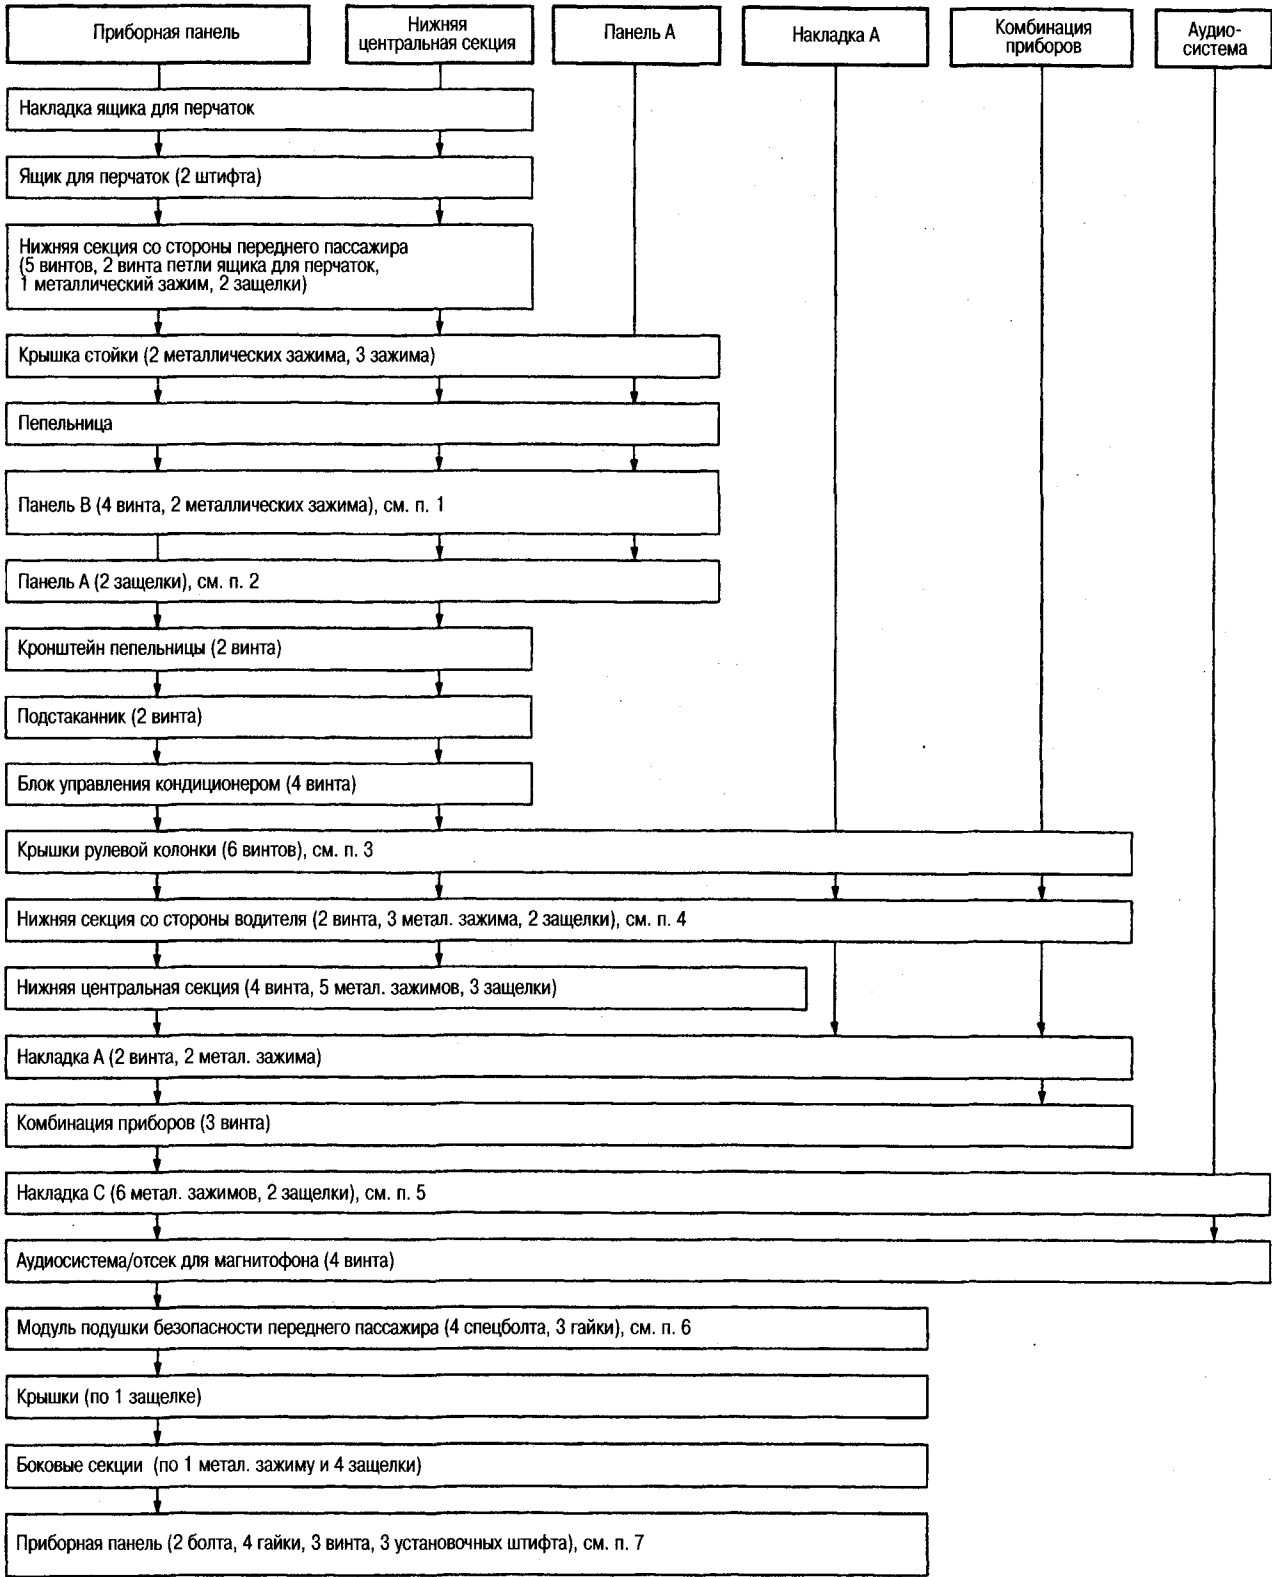 Приборная панель
Нижняя
центральная секция
Панель А
Накладка А
Комбинация
приборов
Аудио-
система
Накладка ящика для перчаток
Ящик для перчаток (2 штифта)
Нижняя секция со стороны переднего пассажира
(5 винтов, 2 винта петли ящика для перчаток,
1 металлический зажим, 2 защелки)
Крышка стойки (2 металлических зажима, 3 зажима)
Пепельница
Панель В (4 винта, 2 металлических зажима), см. п. 1
Панель А (2 защелки), см. п. 2
Кронштейн пепельницы (2 винта)
Подстаканник (2 винта)
Блок управления кондиционером (4 винта)
Крышки рулевой колонки (6 винтов), см. п. 3
Нижняя секция со стороны водителя (2 винта, 3 метал. зажима, 2 защелки), см. п. 4
Нижняя центральная секция (4 винта, 5 метал. зажимов, 3 защелки)
Накладка А (2 винта, 2 метал. зажима)
Комбинация приборов (3 винта)
Накладка С (6 метал. зажимов, 2 защелки), см. п. 5
Аудиосистема/отсек для магнитофона (4 винта)
Модуль подушки безопасности переднего пассажира (4 спецболта, 3 гайки), см. п. 6
Крышки (по 1 защелке)
Боковые секции (по 1 метал. зажиму и 4 защелки)
Приборная панель (2 болта, 4 гайки, 3 винта, 3 установочных штифта), см. п. 7